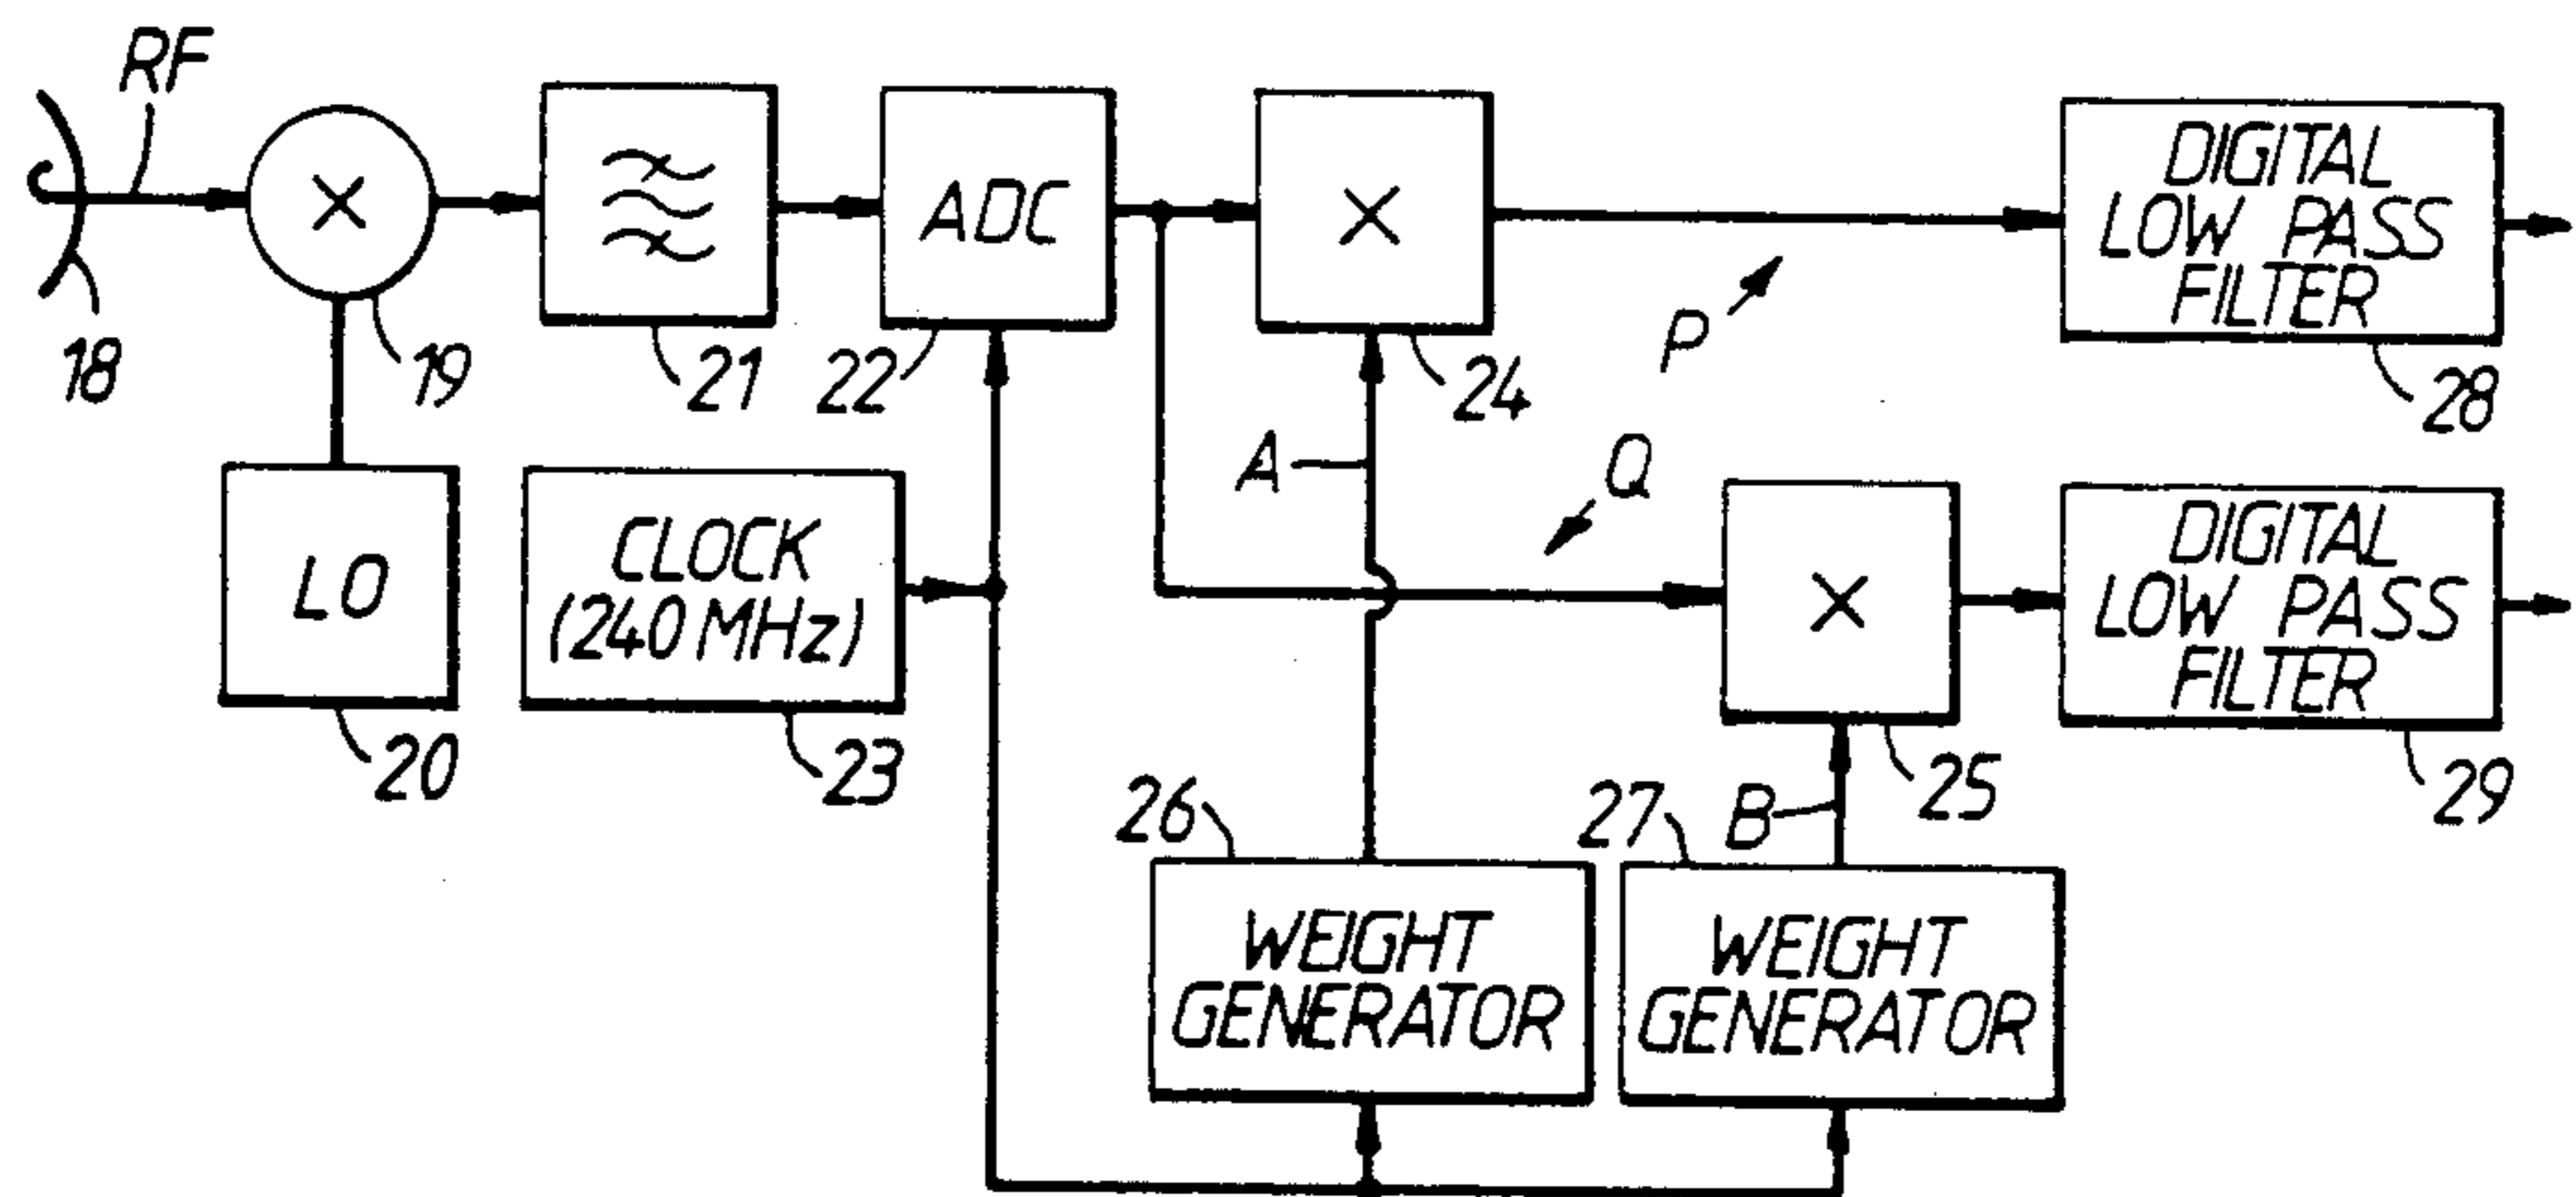 RF
×
ADC
×
DIGITAL
LOW PASS
FILTER
18
19
21
22
24
P
28
LO
CLOCK
(240 MHz)
A
Q
×
DIGITAL
LOW PASS
FILTER
20
23
26
27
B
25
29
WEIGHT
GENERATOR
WEIGHT
GENERATOR